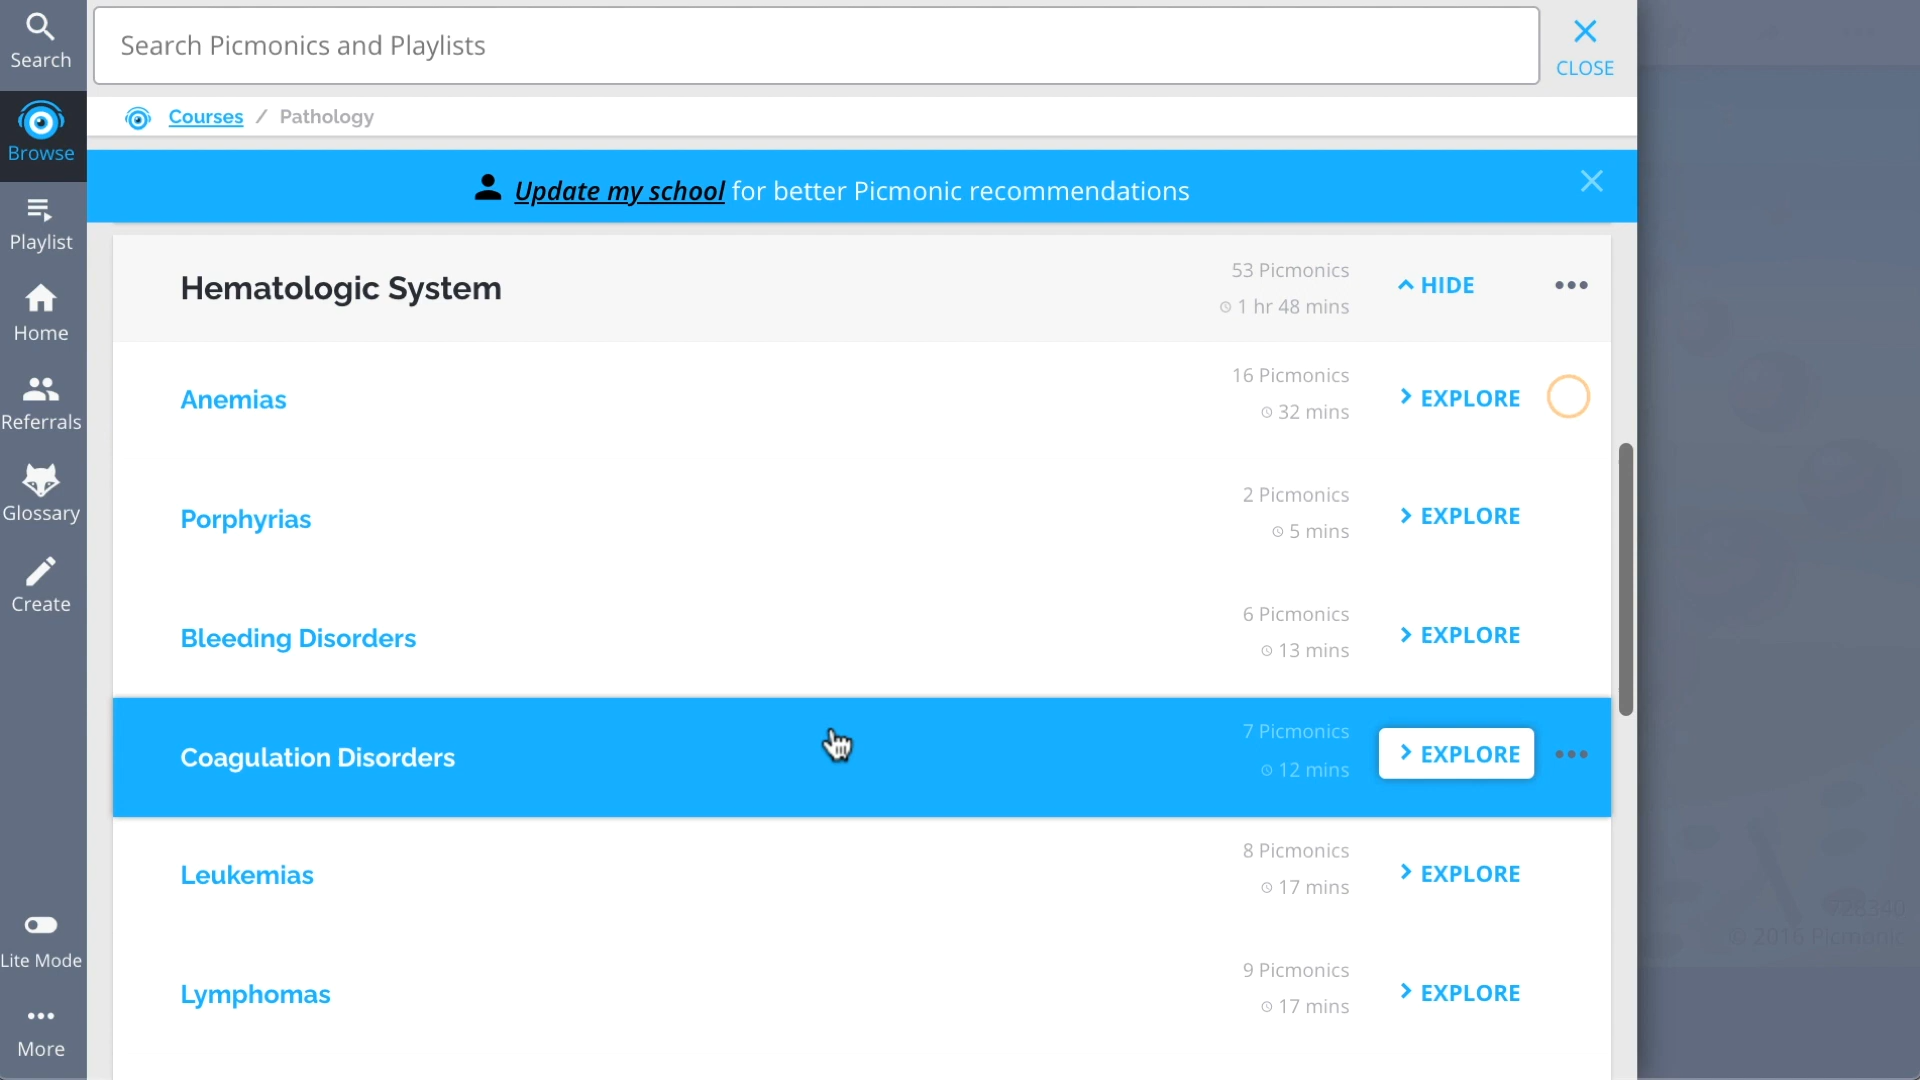 Search
Search Picmonics and Playlists
CLOSE
Browse
Courses / Pathology
Update my school for better Picmonic recommendations
Playlist
Home
Referrals
Glossary
Create
Lite Mode
More
Hematologic System
53 Picmonics
1 hr 48 mins
HIDE
Anemias
16 Picmonics
32 mins
EXPLORE
Porphyrias
2 Picmonics
5 mins
EXPLORE
Bleeding Disorders
6 Picmonics
13 mins
EXPLORE
Coagulation Disorders
7 Picmonics
12 mins
EXPLORE
Leukemias
8 Picmonics
17 mins
EXPLORE
Lymphomas
9 Picmonics
17 mins
EXPLORE
© 2016 Picmonic